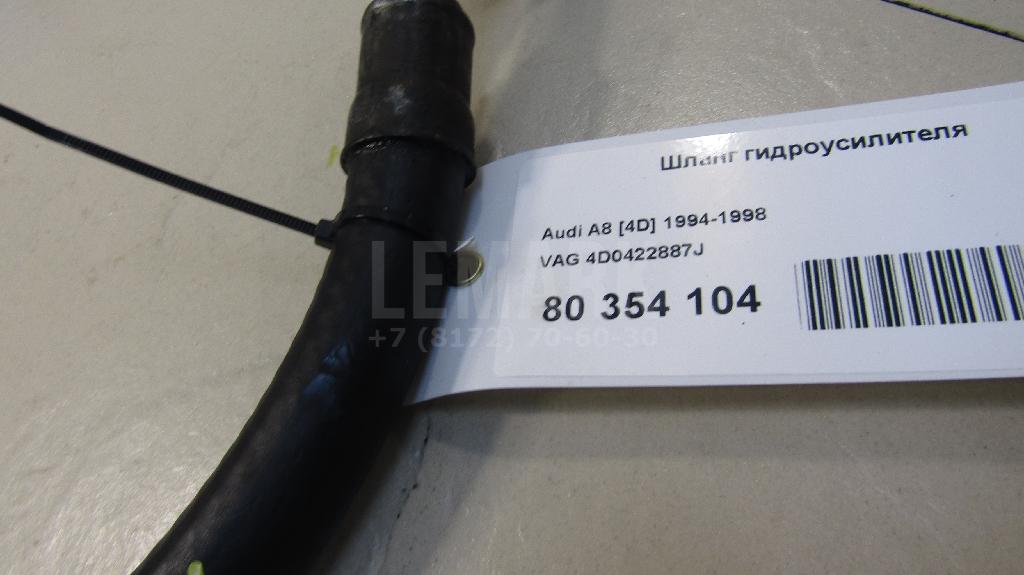 Шланг гидроусилителя
Audi A8 [4D] 1994-1998
VAG 4D0422887J
80 354 104
+7 (8172) 70-60-30